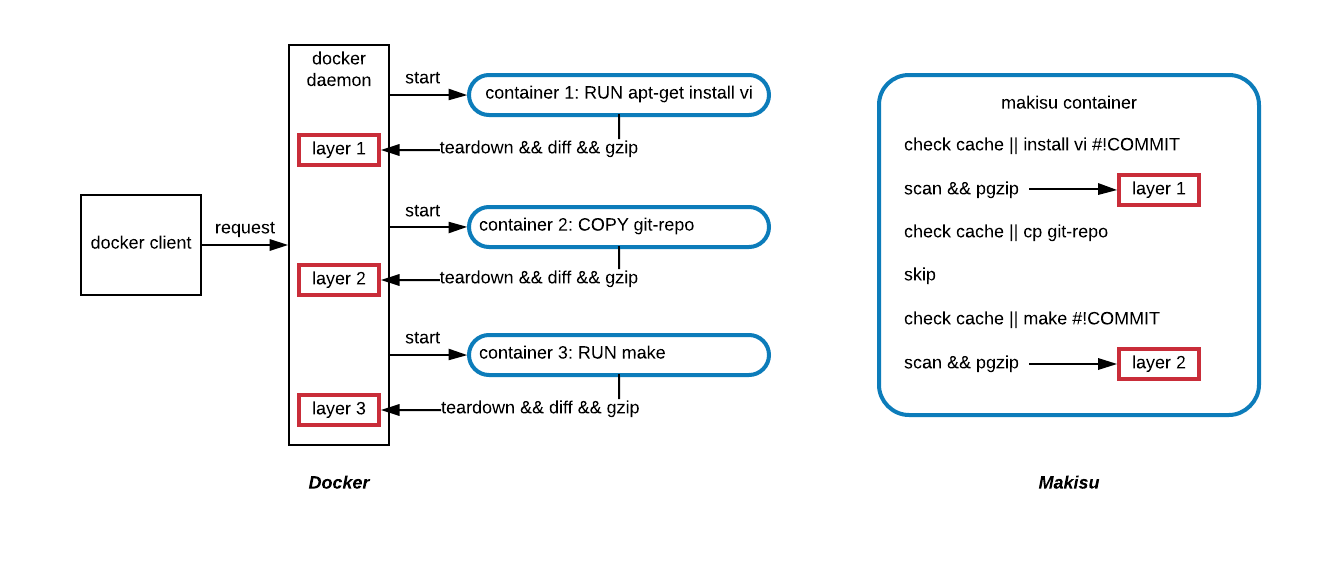 docker client
request
docker
daemon
start
container 1: RUN apt-get install vi
layer 1
teardown && diff && gzip
start
container 2: COPY git-repo
layer 2
teardown && diff && gzip
start
container 3: RUN make
layer 3
teardown && diff && gzip
Docker
makisu container
check cache || install vi #!COMMIT
scan && pgzip
layer 1
check cache || cp git-repo
skip
check cache || make #!COMMIT
scan && pgzip
layer 2
Makisu